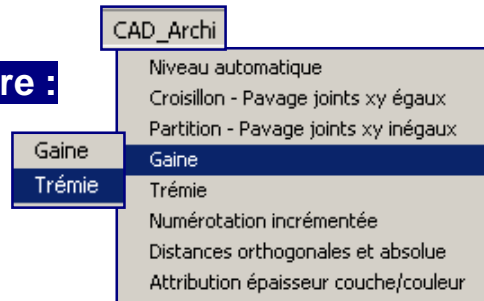 CAD_Archi
re :
Niveau automatique
Croisillon - Pavage joints xy égaux
Partition - Pavage joints xy inégaux
Gaine
Trémie
Gaine
Trémie
Numérotation incrémentée
Distances orthogonales et absolue
Attribution épaisseur couche/couleur